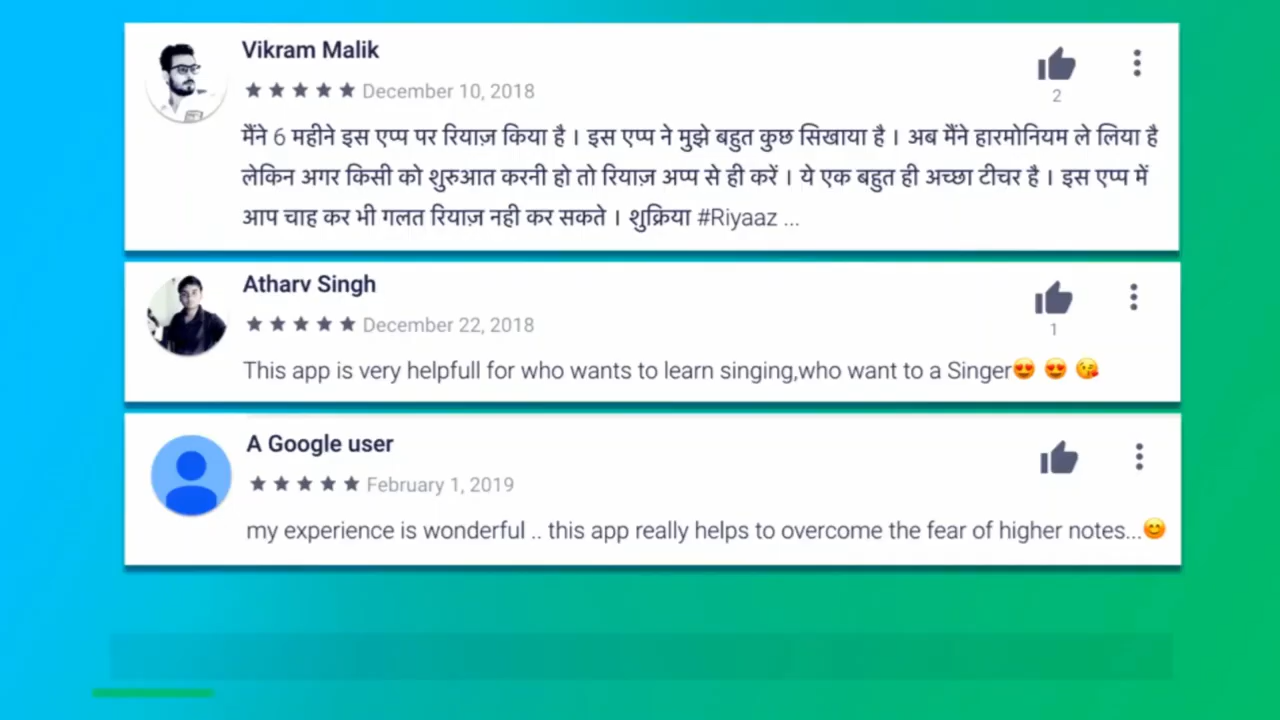 Vikram Malik
★ ★ ★ ★ ★ December 10, 2018
2
मैंने 6 महीने इस एप्प पर रियाज़ किया है । इस एप्प ने मुझे बहुत कुछ सिखाया है । अब मैंने हारमोनियम ले लिया है
लेकिन अगर किसी को शुरुआत करनी हो तो रियाज़ अप्प से ही करें । ये एक बहुत ही अच्छा टीचर है । इस एप्प में
आप चाह कर भी गलत रियाज़ नही कर सकते । शुक्रिया #Riyaaz ...
Atharv Singh
★ ★ ★ ★ ★ December 22, 2018
1
This app is very helpfull for who wants to learn singing,who want to a Singer😍 😍 😘
A Google user
★ ★ ★ ★ ★ February 1, 2019
my experience is wonderful .. this app really helps to overcome the fear of higher notes...😊